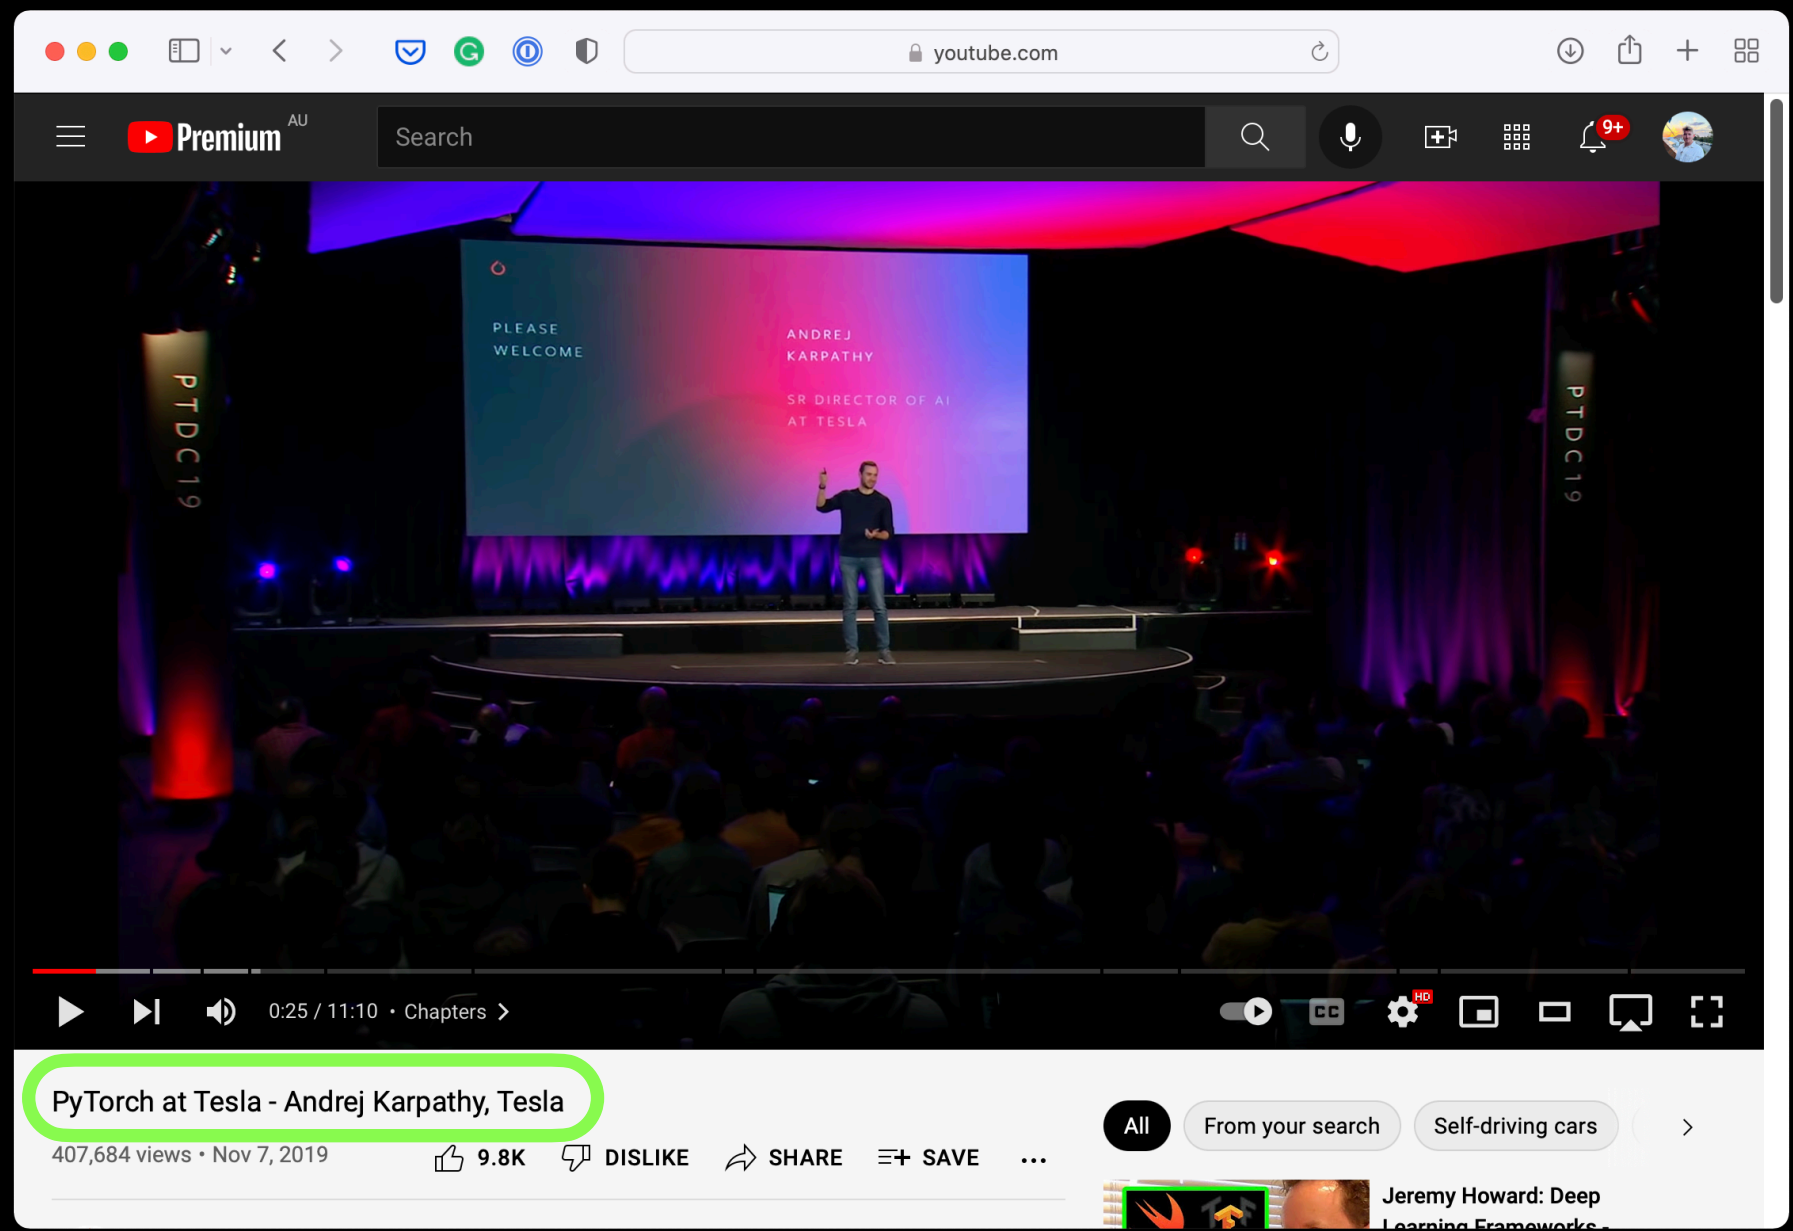 youtube.com
Premium AU
Search
9+
PLEASE
WELCOME
ANDREJ
KARPATHY
SR DIRECTOR OF AI
AT TESLA
PTDC19
PTDC19
0:25 / 11:10 • Chapters
CC
HD
PyTorch at Tesla - Andrej Karpathy, Tesla
407,684 views • Nov 7, 2019
9.8K
DISLIKE
SHARE
SAVE
All
From your search
Self-driving cars
Jeremy Howard: Deep
Learning Frameworks -